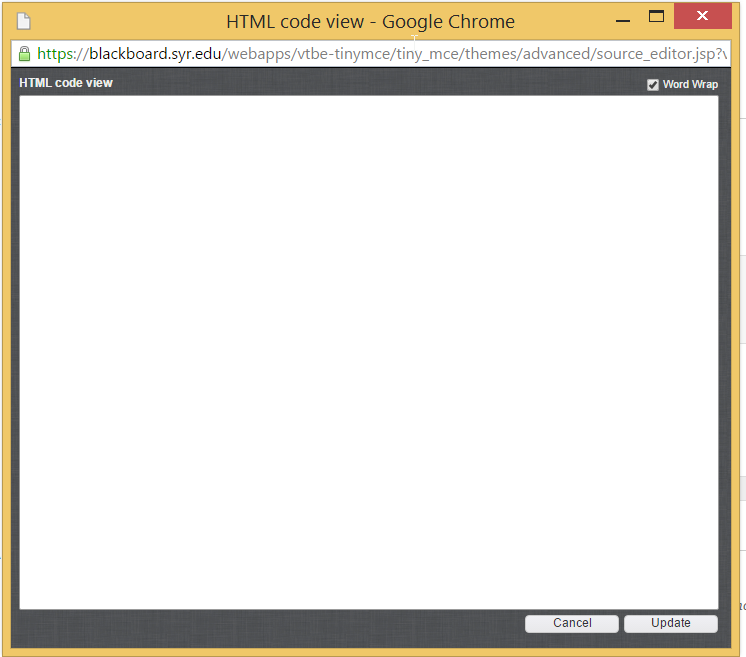 HTML code view - Google Chrome
https://blackboard.syr.edu/webapps/vtbe-tinymce/tiny_mce/themes/advanced/source_editor.jsp?
HTML code view
Word Wrap
Cancel
Update